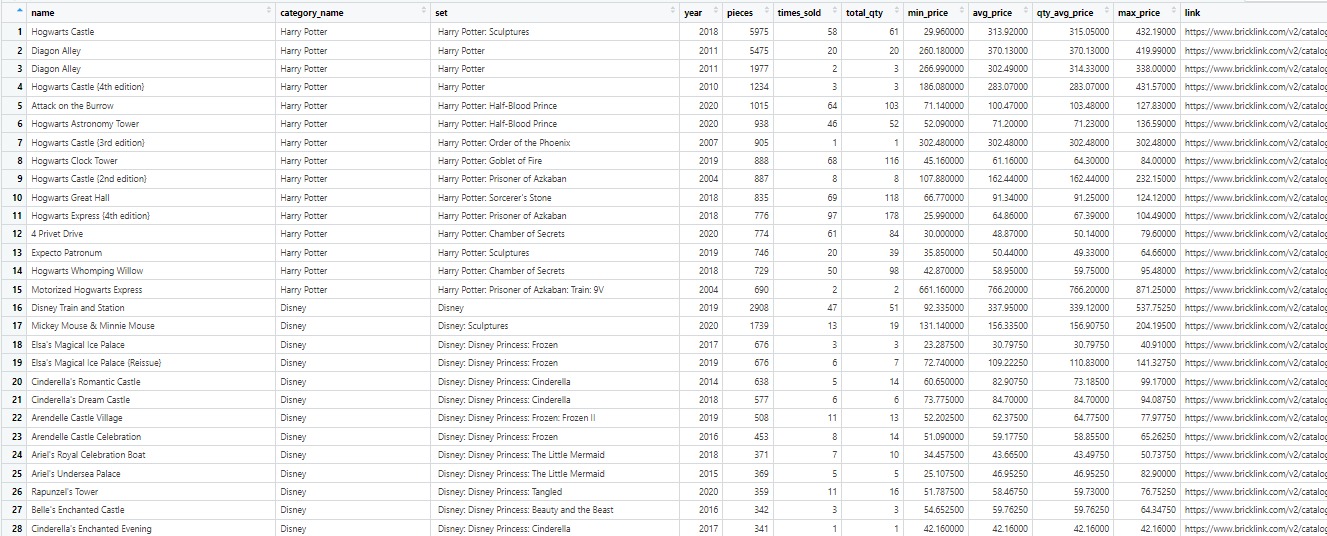 name category_name set year pieces times_sold total_qty min_price avg_price qty_avg_price max_price link
1 Hogwarts Castle Harry Potter Harry Potter: Sculptures 2018 5975 58 61 29.960000 313.92000 315.05000 432.19000 https://www.bricklink.com/v2/catalog
2 Diagon Alley Harry Potter Harry Potter 2011 5475 20 20 260.180000 370.13000 370.13000 419.99000 https://www.bricklink.com/v2/catalog
3 Diagon Alley Harry Potter Harry Potter 2011 1977 2 3 266.990000 302.49000 314.33000 338.00000 https://www.bricklink.com/v2/catalog
4 Hogwarts Castle {4th edition} Harry Potter Harry Potter 2010 1234 3 3 186.080000 283.07000 283.07000 431.57000 https://www.bricklink.com/v2/catalog
5 Attack on the Burrow Harry Potter Harry Potter: Half-Blood Prince 2020 1015 64 103 71.140000 100.47000 103.48000 127.83000 https://www.bricklink.com/v2/catalog
6 Hogwarts Astronomy Tower Harry Potter Harry Potter: Half-Blood Prince 2020 938 46 52 52.090000 71.20000 71.23000 136.59000 https://www.bricklink.com/v2/catalog
7 Hogwarts Castle {3rd edition} Harry Potter Harry Potter: Order of the Phoenix 2007 905 1 1 302.480000 302.48000 302.48000 302.48000 https://www.bricklink.com/v2/catalog
8 Hogwarts Clock Tower Harry Potter Harry Potter: Goblet of Fire 2019 888 68 116 45.160000 61.16000 64.30000 84.00000 https://www.bricklink.com/v2/catalog
9 Hogwarts Castle {2nd edition} Harry Potter Harry Potter: Prisoner of Azkaban 2004 887 8 8 107.880000 162.44000 162.44000 232.15000 https://www.bricklink.com/v2/catalog
10 Hogwarts Great Hall Harry Potter Harry Potter: Sorcerer's Stone 2018 835 69 118 66.770000 91.34000 91.25000 124.12000 https://www.bricklink.com/v2/catalog
11 Hogwarts Express {4th edition} Harry Potter Harry Potter: Prisoner of Azkaban 2018 776 97 178 25.990000 64.86000 67.39000 104.49000 https://www.bricklink.com/v2/catalog
12 4 Privet Drive Harry Potter Harry Potter: Chamber of Secrets 2020 774 61 84 30.000000 48.87000 50.14000 79.60000 https://www.bricklink.com/v2/catalog
13 Expecto Patronum Harry Potter Harry Potter: Sculptures 2019 746 20 39 35.850000 50.44000 49.33000 64.66000 https://www.bricklink.com/v2/catalog
14 Hogwarts Whomping Willow Harry Potter Harry Potter: Chamber of Secrets 2018 729 50 98 42.870000 58.95000 59.75000 95.48000 https://www.bricklink.com/v2/catalog
15 Motorized Hogwarts Express Harry Potter Harry Potter: Prisoner of Azkaban: Train: 9V 2004 690 2 2 661.160000 766.20000 766.20000 871.25000 https://www.bricklink.com/v2/catalog
16 Disney Train and Station Disney Disney 2019 2908 47 51 92.335000 337.95000 339.12000 537.75250 https://www.bricklink.com/v2/catalog
17 Mickey Mouse & Minnie Mouse Disney Disney: Sculptures 2020 1739 13 19 131.140000 156.33500 156.90750 204.19500 https://www.bricklink.com/v2/catalog
18 Elsa's Magical Ice Palace Disney Disney: Disney Princess: Frozen 2017 676 3 3 23.287500 30.79750 30.79750 40.91000 https://www.bricklink.com/v2/catalog
19 Elsa's Magical Ice Palace {Reissue} Disney Disney: Disney Princess: Frozen 2019 676 6 7 72.740000 109.22250 110.83000 141.32750 https://www.bricklink.com/v2/catalog
20 Cinderella's Romantic Castle Disney Disney: Disney Princess: Cinderella 2014 638 5 14 60.650000 82.90750 73.18500 99.17000 https://www.bricklink.com/v2/catalog
21 Cinderella's Dream Castle Disney Disney: Disney Princess: Cinderella 2018 577 6 6 73.775000 84.70000 84.70000 94.08750 https://www.bricklink.com/v2/catalog
22 Arendelle Castle Village Disney Disney: Disney Princess: Frozen: Frozen II 2019 508 11 13 52.202500 62.37500 64.77500 77.97750 https://www.bricklink.com/v2/catalog
23 Arendelle Castle Celebration Disney Disney: Disney Princess: Frozen 2016 453 8 14 51.090000 59.17750 58.85500 65.26250 https://www.bricklink.com/v2/catalog
24 Ariel's Royal Celebration Boat Disney Disney: Disney Princess: The Little Mermaid 2018 371 7 10 34.457500 43.66500 43.49750 50.73750 https://www.bricklink.com/v2/catalog
25 Ariel's Undersea Palace Disney Disney: Disney Princess: The Little Mermaid 2015 369 5 5 25.107500 46.95250 46.95250 82.90000 https://www.bricklink.com/v2/catalog
26 Rapunzel's Tower Disney Disney: Disney Princess: Tangled 2020 359 11 16 51.787500 58.46750 59.73000 76.75250 https://www.bricklink.com/v2/catalog
27 Belle's Enchanted Castle Disney Disney: Disney Princess: Beauty and the Beast 2016 342 3 3 54.652500 59.76250 59.76250 64.34750 https://www.bricklink.com/v2/catalog
28 Cinderella's Enchanted Evening Disney Disney: Disney Princess: Cinderella 2017 341 1 1 42.160000 42.16000 42.16000 42.16000 https://www.bricklink.com/v2/catalog